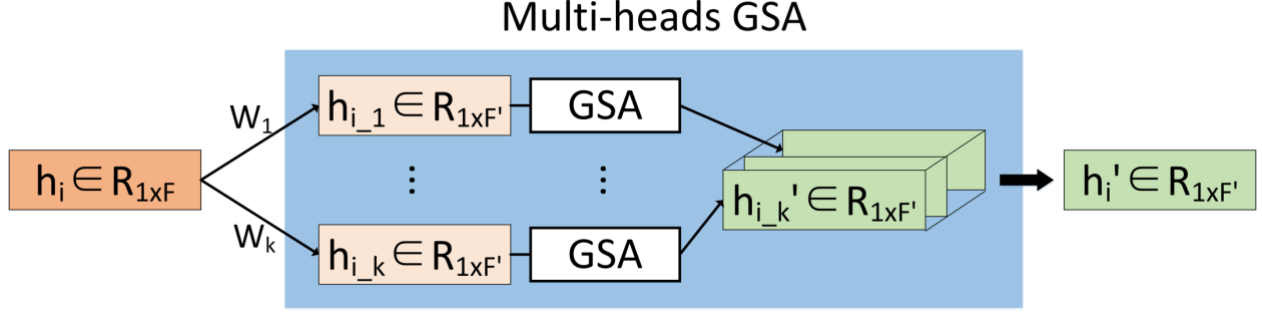 Multi-heads GSA
hᵢ ∈ R₁ₓF
W₁
Wₖ
hᵢ_₁ ∈ R₁ₓF'
GSA
⋮
⋮
hᵢ_ₖ ∈ R₁ₓF'
GSA
hᵢ_ₖ' ∈ R₁ₓF'
hᵢ' ∈ R₁ₓF'